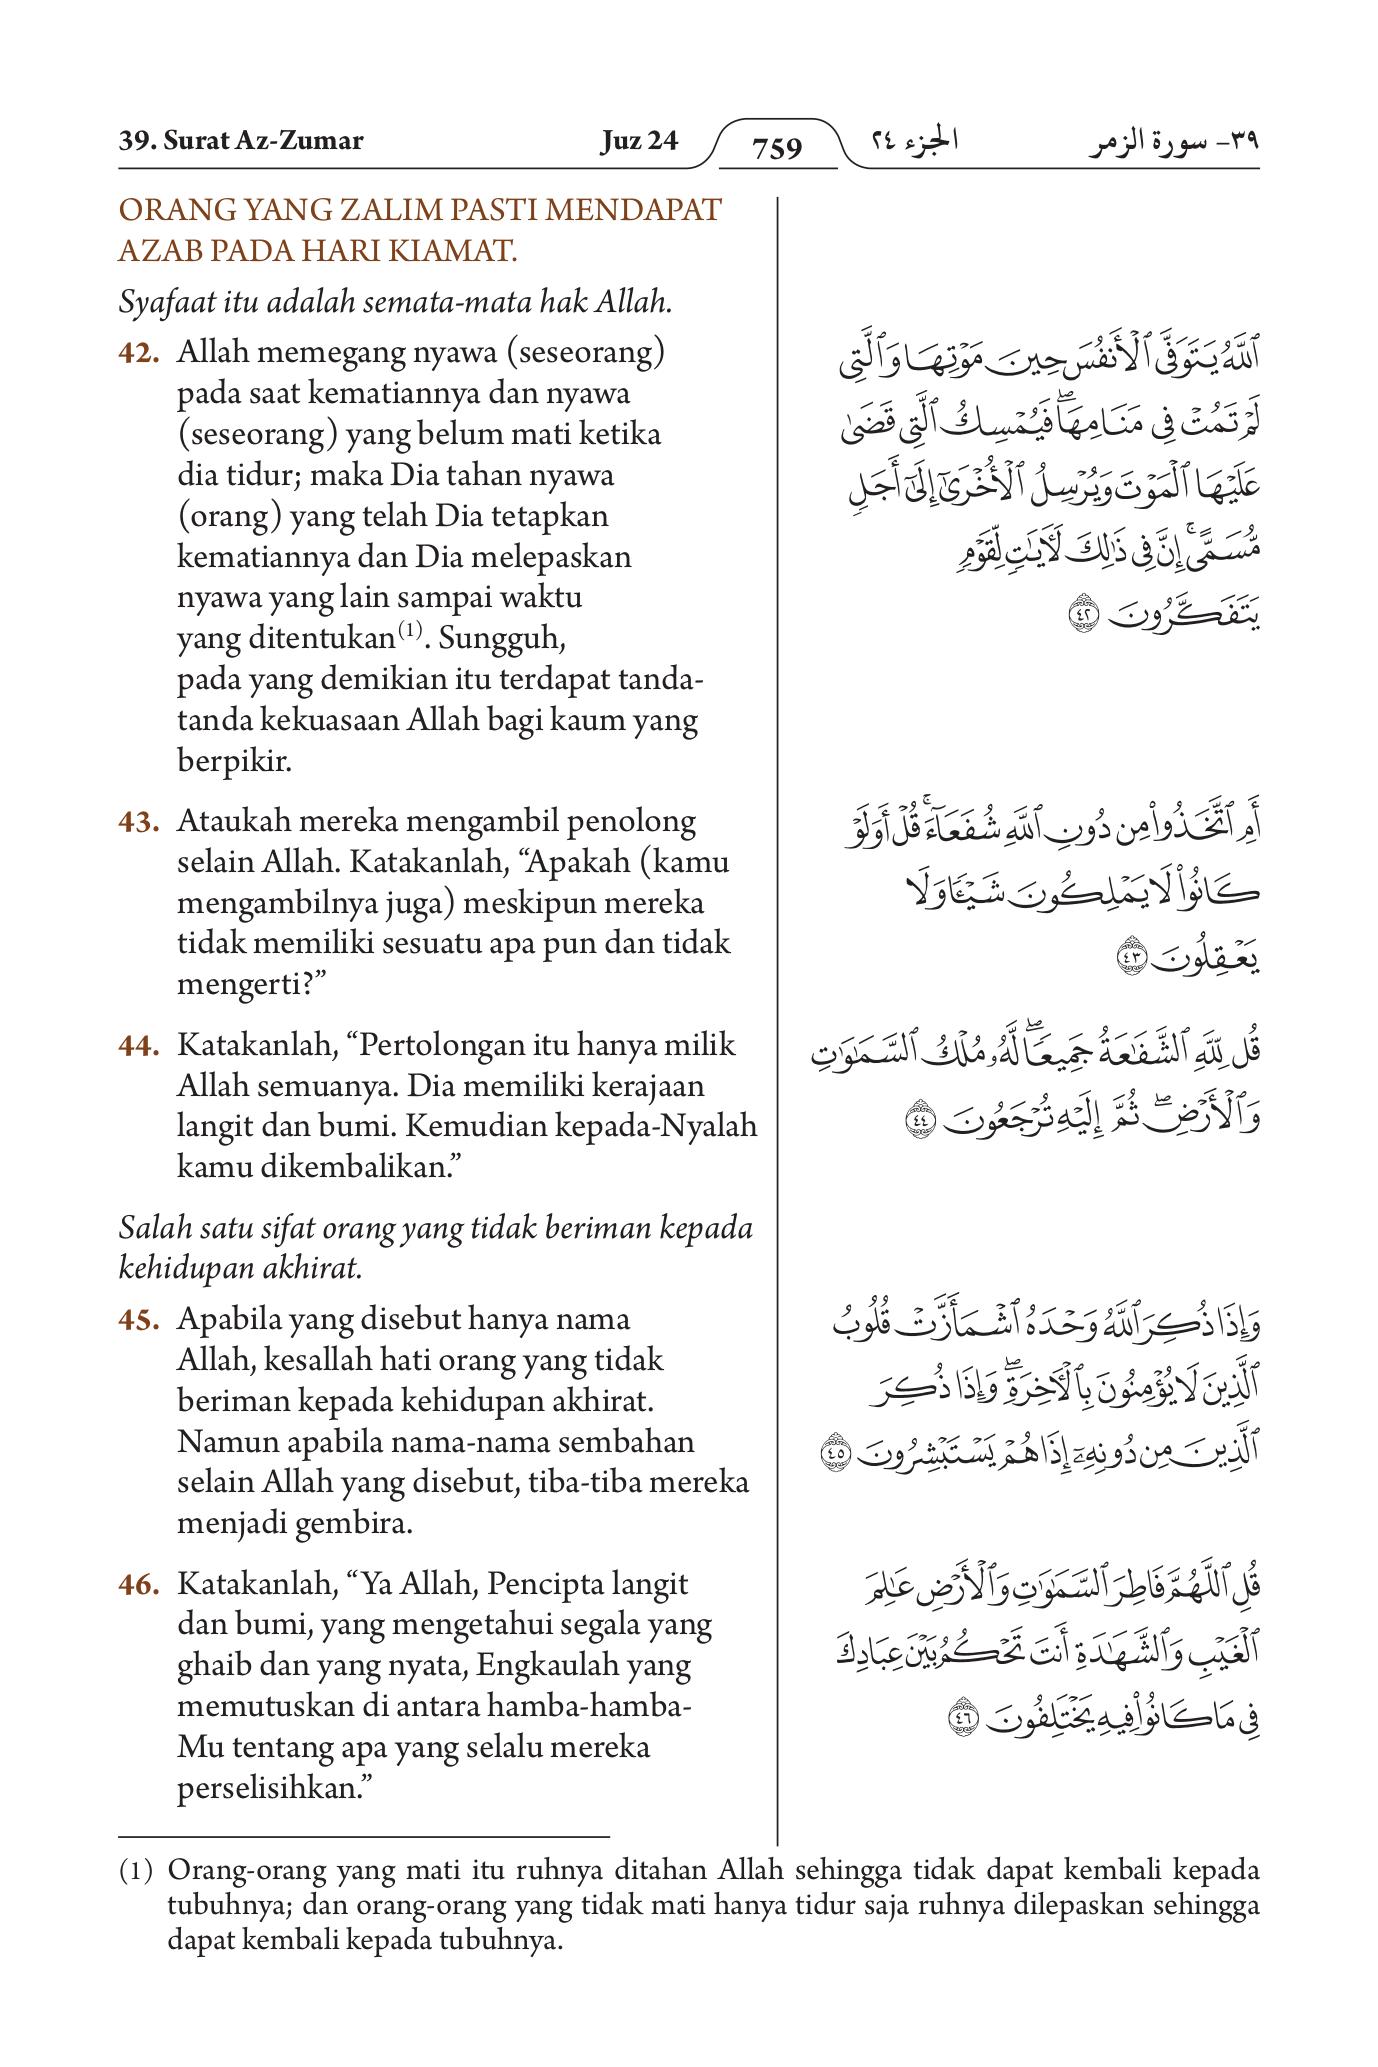 39. Surat Az-Zumar
Juz 24
759
الجزء ٢٤
٣٩- سورة الزمر
ORANG YANG ZALIM PASTI MENDAPAT
AZAB PADA HARI KIAMAT.
Syafaat itu adalah semata-mata hak Allah.
42. Allah memegang nyawa (seseorang)
pada saat kematiannya dan nyawa
(seseorang) yang belum mati ketika
dia tidur; maka Dia tahan nyawa
(orang) yang telah Dia tetapkan
kematiannya dan Dia melepaskan
nyawa yang lain sampai waktu
yang ditentukan(1). Sungguh,
pada yang demikian itu terdapat tanda-
tanda kekuasaan Allah bagi kaum yang
berpikir.
ٱللَّهُ يَتَوَفَّى ٱلْأَنفُسَ حِينَ مَوْتِهَا وَٱلَّتِى
لَمْ تَمُتْ فِى مَنَامِهَا ۖ فَيُمْسِكُ ٱلَّتِى قَضَىٰ
عَلَيْهَا ٱلْمَوْتَ وَيُرْسِلُ ٱلْأُخْرَىٰٓ إِلَىٰٓ أَجَلٍ
مُّسَمًّى ۚ إِنَّ فِى ذَٰلِكَ لَـَٔايَٰتٍ لِّقَوْمٍ
يَتَفَكَّرُونَ ٤٢
43. Ataukah mereka mengambil penolong
selain Allah. Katakanlah, “Apakah (kamu
mengambilnya juga) meskipun mereka
tidak memiliki sesuatu apa pun dan tidak
mengerti?”
أَمِ ٱتَّخَذُوا۟ مِن دُونِ ٱللَّهِ شُفَعَآءَ ۚ قُلْ أَوَلَوْ
كَانُوا۟ لَا يَمْلِكُونَ شَيْـًٔا وَلَا
يَعْقِلُونَ ٤٣
44. Katakanlah, “Pertolongan itu hanya milik
Allah semuanya. Dia memiliki kerajaan
langit dan bumi. Kemudian kepada-Nyalah
kamu dikembalikan.”
قُل لِّلَّهِ ٱلشَّفَٰعَةُ جَمِيعًا ۖ لَّهُۥ مُلْكُ ٱلسَّمَٰوَٰتِ
وَٱلْأَرْضِ ۖ ثُمَّ إِلَيْهِ تُرْجَعُونَ ٤٤
Salah satu sifat orang yang tidak beriman kepada
kehidupan akhirat.
45. Apabila yang disebut hanya nama
Allah, kesallah hati orang yang tidak
beriman kepada kehidupan akhirat.
Namun apabila nama-nama sembahan
selain Allah yang disebut, tiba-tiba mereka
menjadi gembira.
وَإِذَا ذُكِرَ ٱللَّهُ وَحْدَهُ ٱشْمَأَزَّتْ قُلُوبُ
ٱلَّذِينَ لَا يُؤْمِنُونَ بِٱلْـَٔاخِرَةِ ۖ وَإِذَا ذُكِرَ
ٱلَّذِينَ مِن دُونِهِۦٓ إِذَا هُمْ يَسْتَبْشِرُونَ ٤٥
46. Katakanlah, “Ya Allah, Pencipta langit
dan bumi, yang mengetahui segala yang
ghaib dan yang nyata, Engkaulah yang
memutuskan di antara hamba-hamba-
Mu tentang apa yang selalu mereka
perselisihkan.”
قُلِ ٱللَّهُمَّ فَاطِرَ ٱلسَّمَٰوَٰتِ وَٱلْأَرْضِ عَٰلِمَ
ٱلْغَيْبِ وَٱلشَّهَٰدَةِ أَنتَ تَحْكُمُ بَيْنَ عِبَادِكَ
فِى مَا كَانُوا۟ فِيهِ يَخْتَلِفُونَ ٤٦
(1) Orang-orang yang mati itu ruhnya ditahan Allah sehingga tidak dapat kembali kepada
tubuhnya; dan orang-orang yang tidak mati hanya tidur saja ruhnya dilepaskan sehingga
dapat kembali kepada tubuhnya.